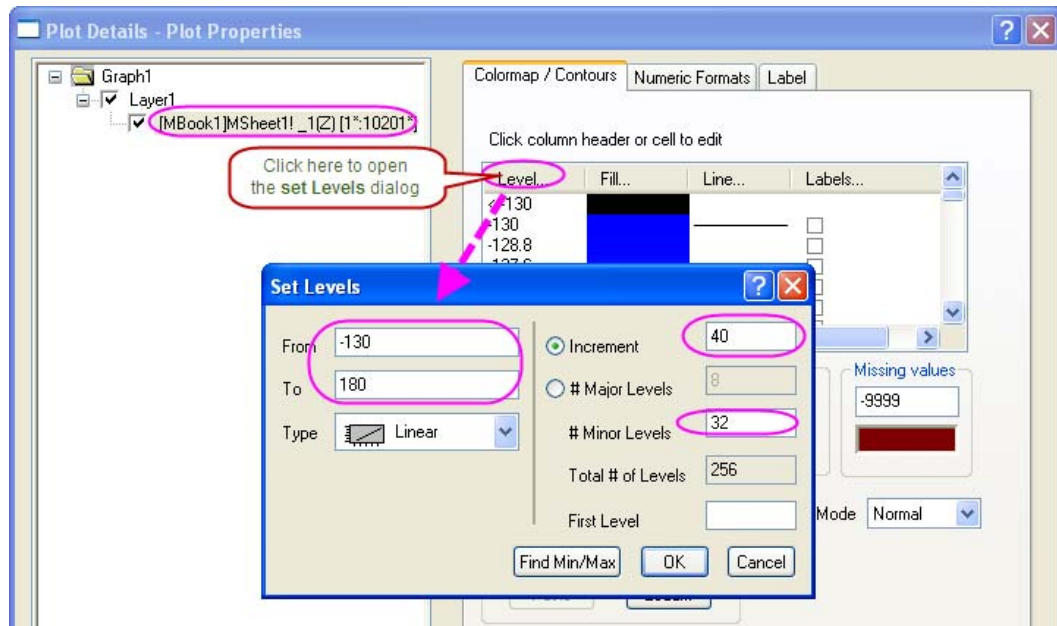 Plot Details - Plot Properties
Graph1
Layer1
[MBook1]MSheet1! _1(Z) [1*:10201*]
Click here to open
the set Levels dialog
Colormap / Contours
Numeric Formats
Label
Click column header or cell to edit
Level...
Fill...
Line...
Labels...
<-130
-130
-128.8
Set Levels
From
-130
To
180
Type
Linear
Increment
40
# Major Levels
8
# Minor Levels
32
Total # of Levels
256
First Level
Find Min/Max
OK
Cancel
Missing values
-9999
Mode
Normal